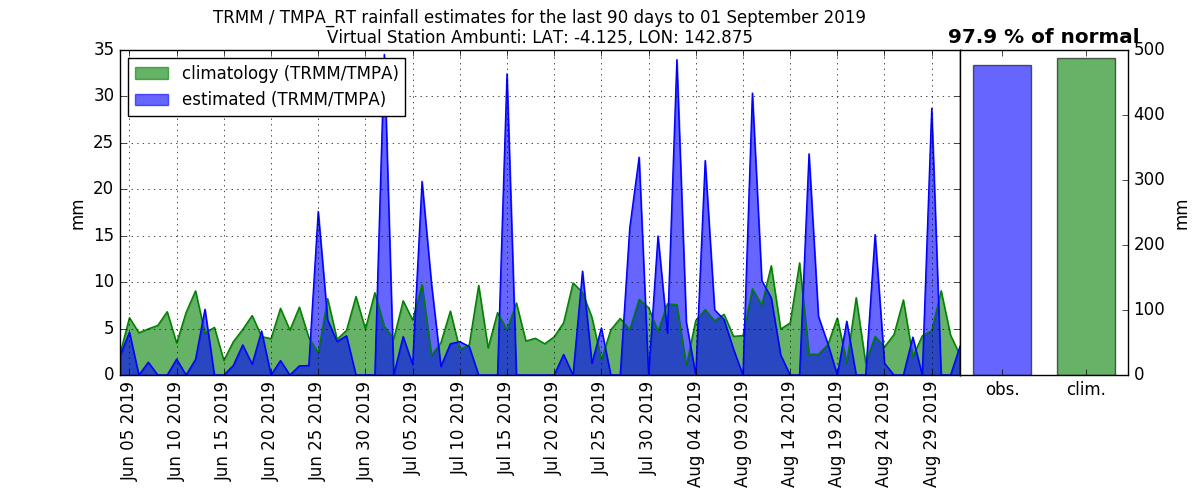 TRMM / TMPA_RT rainfall estimates for the last 90 days to 01 September 2019
Virtual Station Ambunti: LAT: -4.125, LON: 142.875
97.9 % of normal
climatology (TRMM/TMPA)
estimated (TRMM/TMPA)
35
30
25
20
15
10
5
0
mm
500
400
300
200
100
0
mm
Jun 05 2019
Jun 10 2019
Jun 15 2019
Jun 20 2019
Jun 25 2019
Jun 30 2019
Jul 05 2019
Jul 10 2019
Jul 15 2019
Jul 20 2019
Jul 25 2019
Jul 30 2019
Aug 04 2019
Aug 09 2019
Aug 14 2019
Aug 19 2019
Aug 24 2019
Aug 29 2019
obs.
clim.